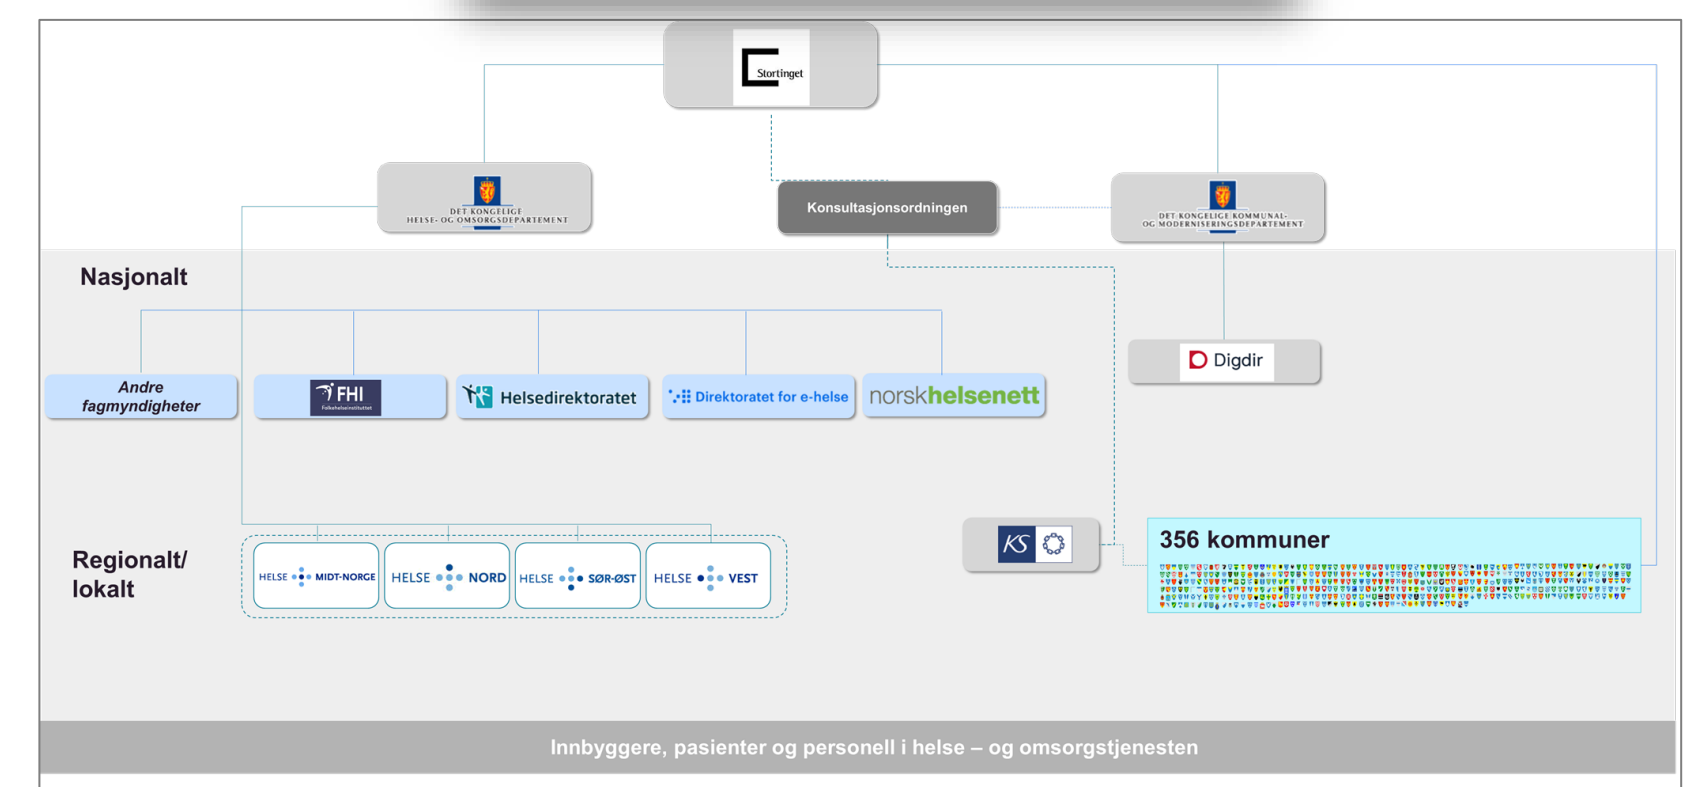 Stortinget
DET KONGELIGE
HELSE- OG OMSORGSDEPARTEMENT
Konsultasjonsordningen
DET KONGELIGE KOMMUNAL-
OG MODERNISERINGSDEPARTEMENT
Nasjonalt
Digdir
Andre
fagmyndigheter
FHI
Folkehelseinstituttet
Helsedirektoratet
Direktoratet for e-helse
norskhelsenett
Regionalt/
lokalt
HELSE MIDT-NORGE
HELSE NORD
HELSE SØR-ØST
HELSE VEST
KS
356 kommuner
Innbyggere, pasienter og personell i helse – og omsorgstjenesten